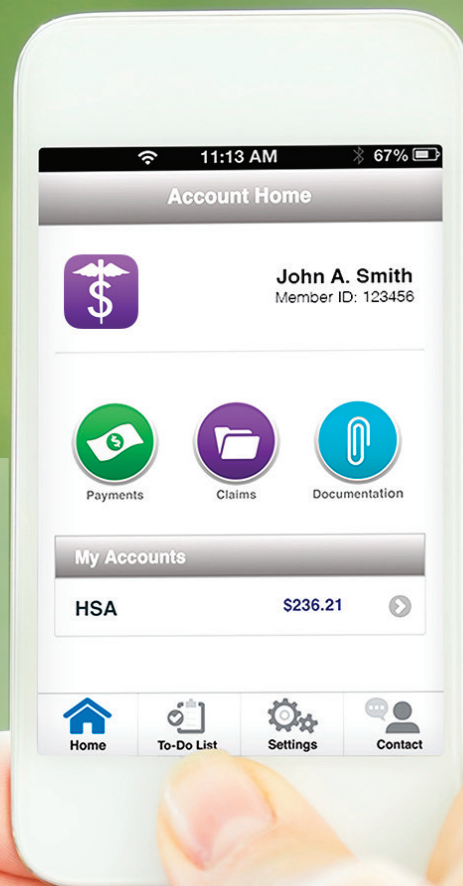 11:13 AM 67%
Account Home
$
John A. Smith
Member ID: 123456
Payments Claims Documentation
My Accounts
HSA $236.21
Home To-Do List Settings Contact